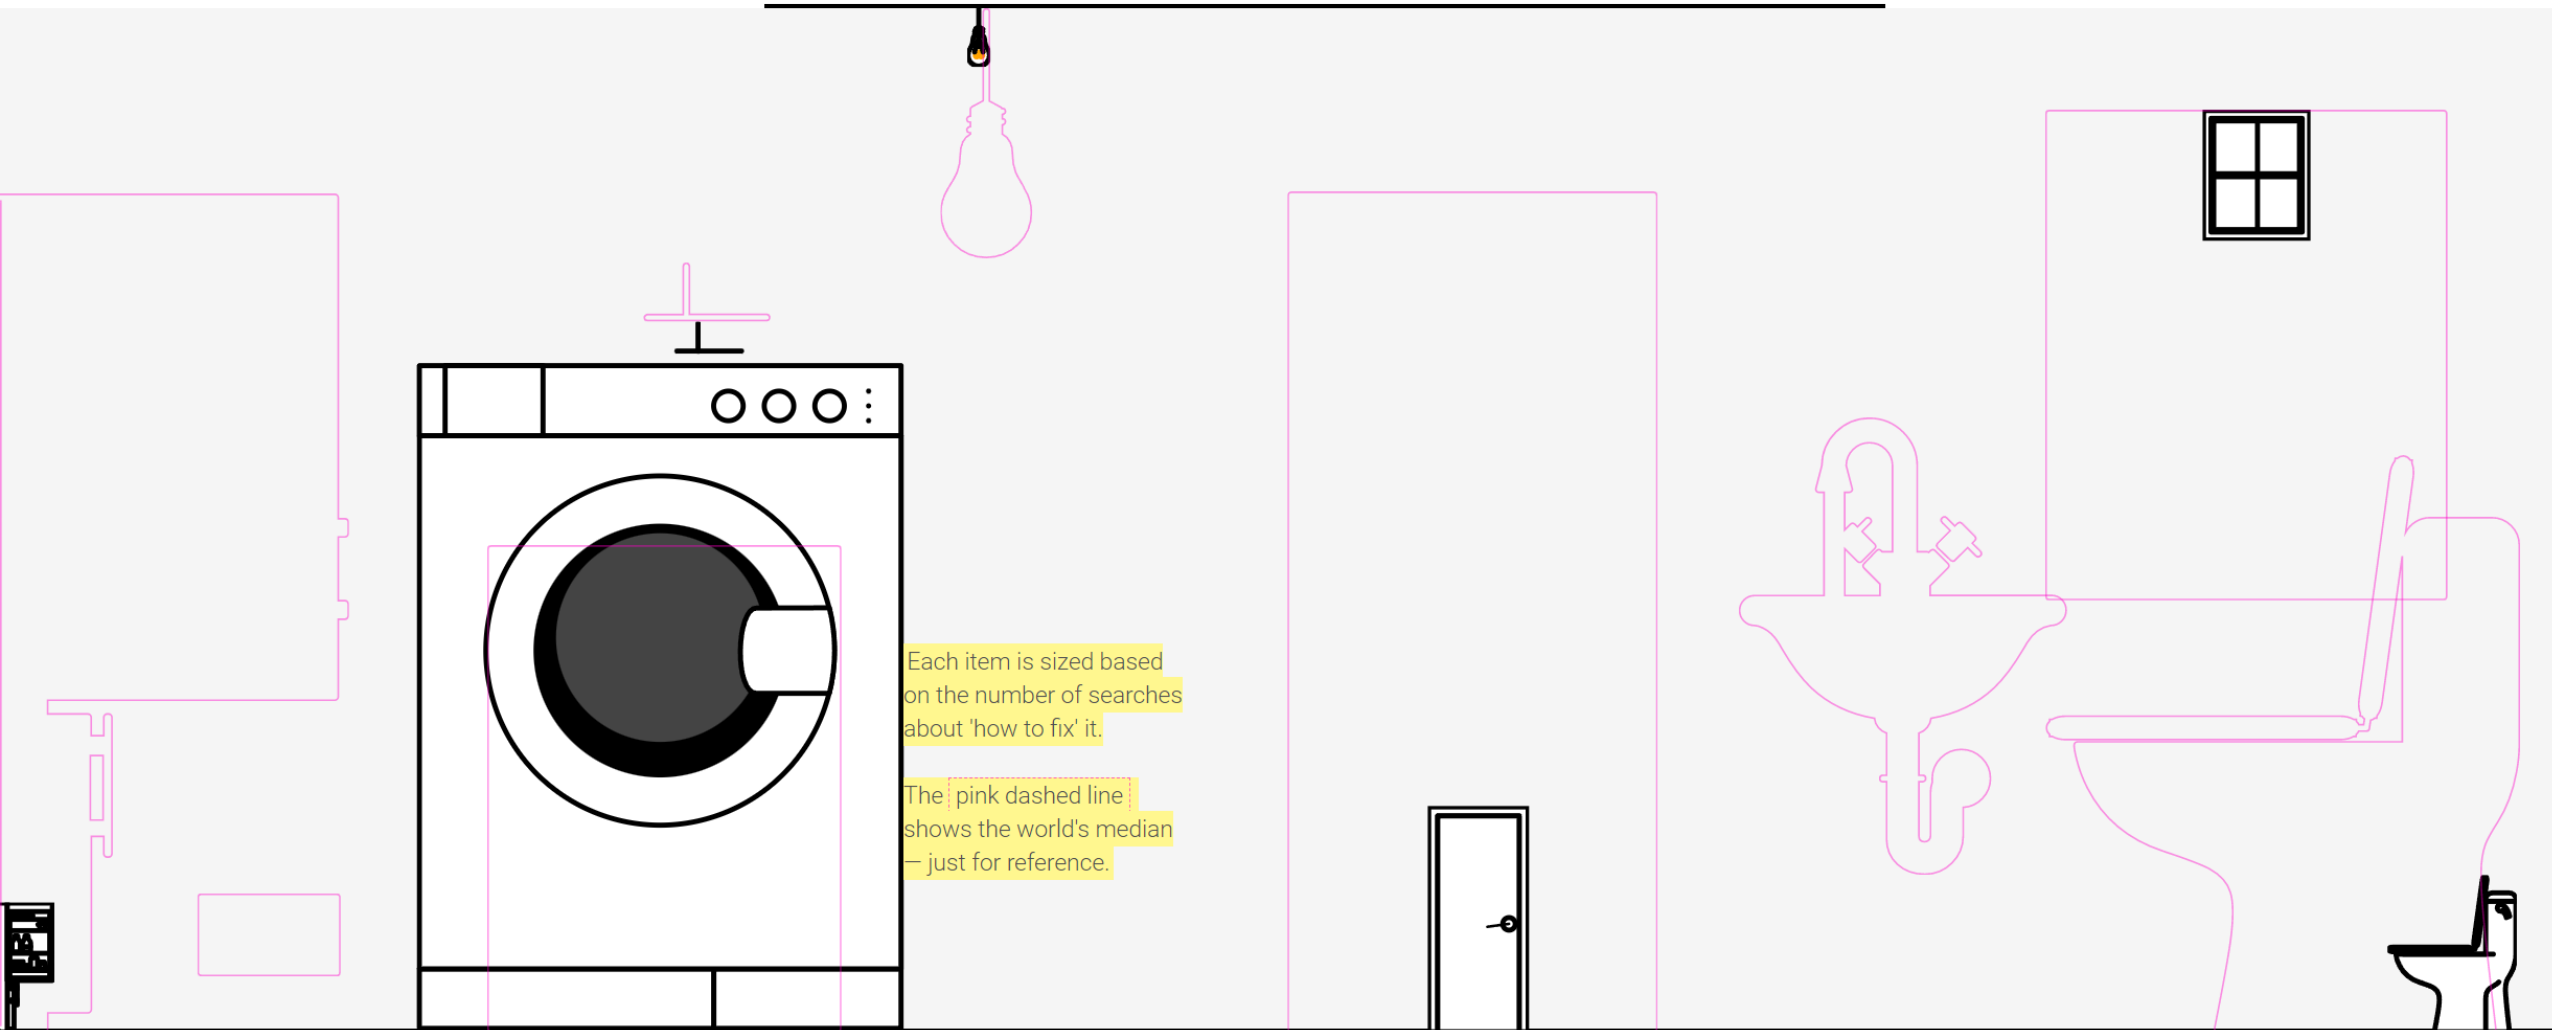 Each item is sized based
on the number of searches
about 'how to fix' it.
The pink dashed line
shows the world's median
— just for reference.